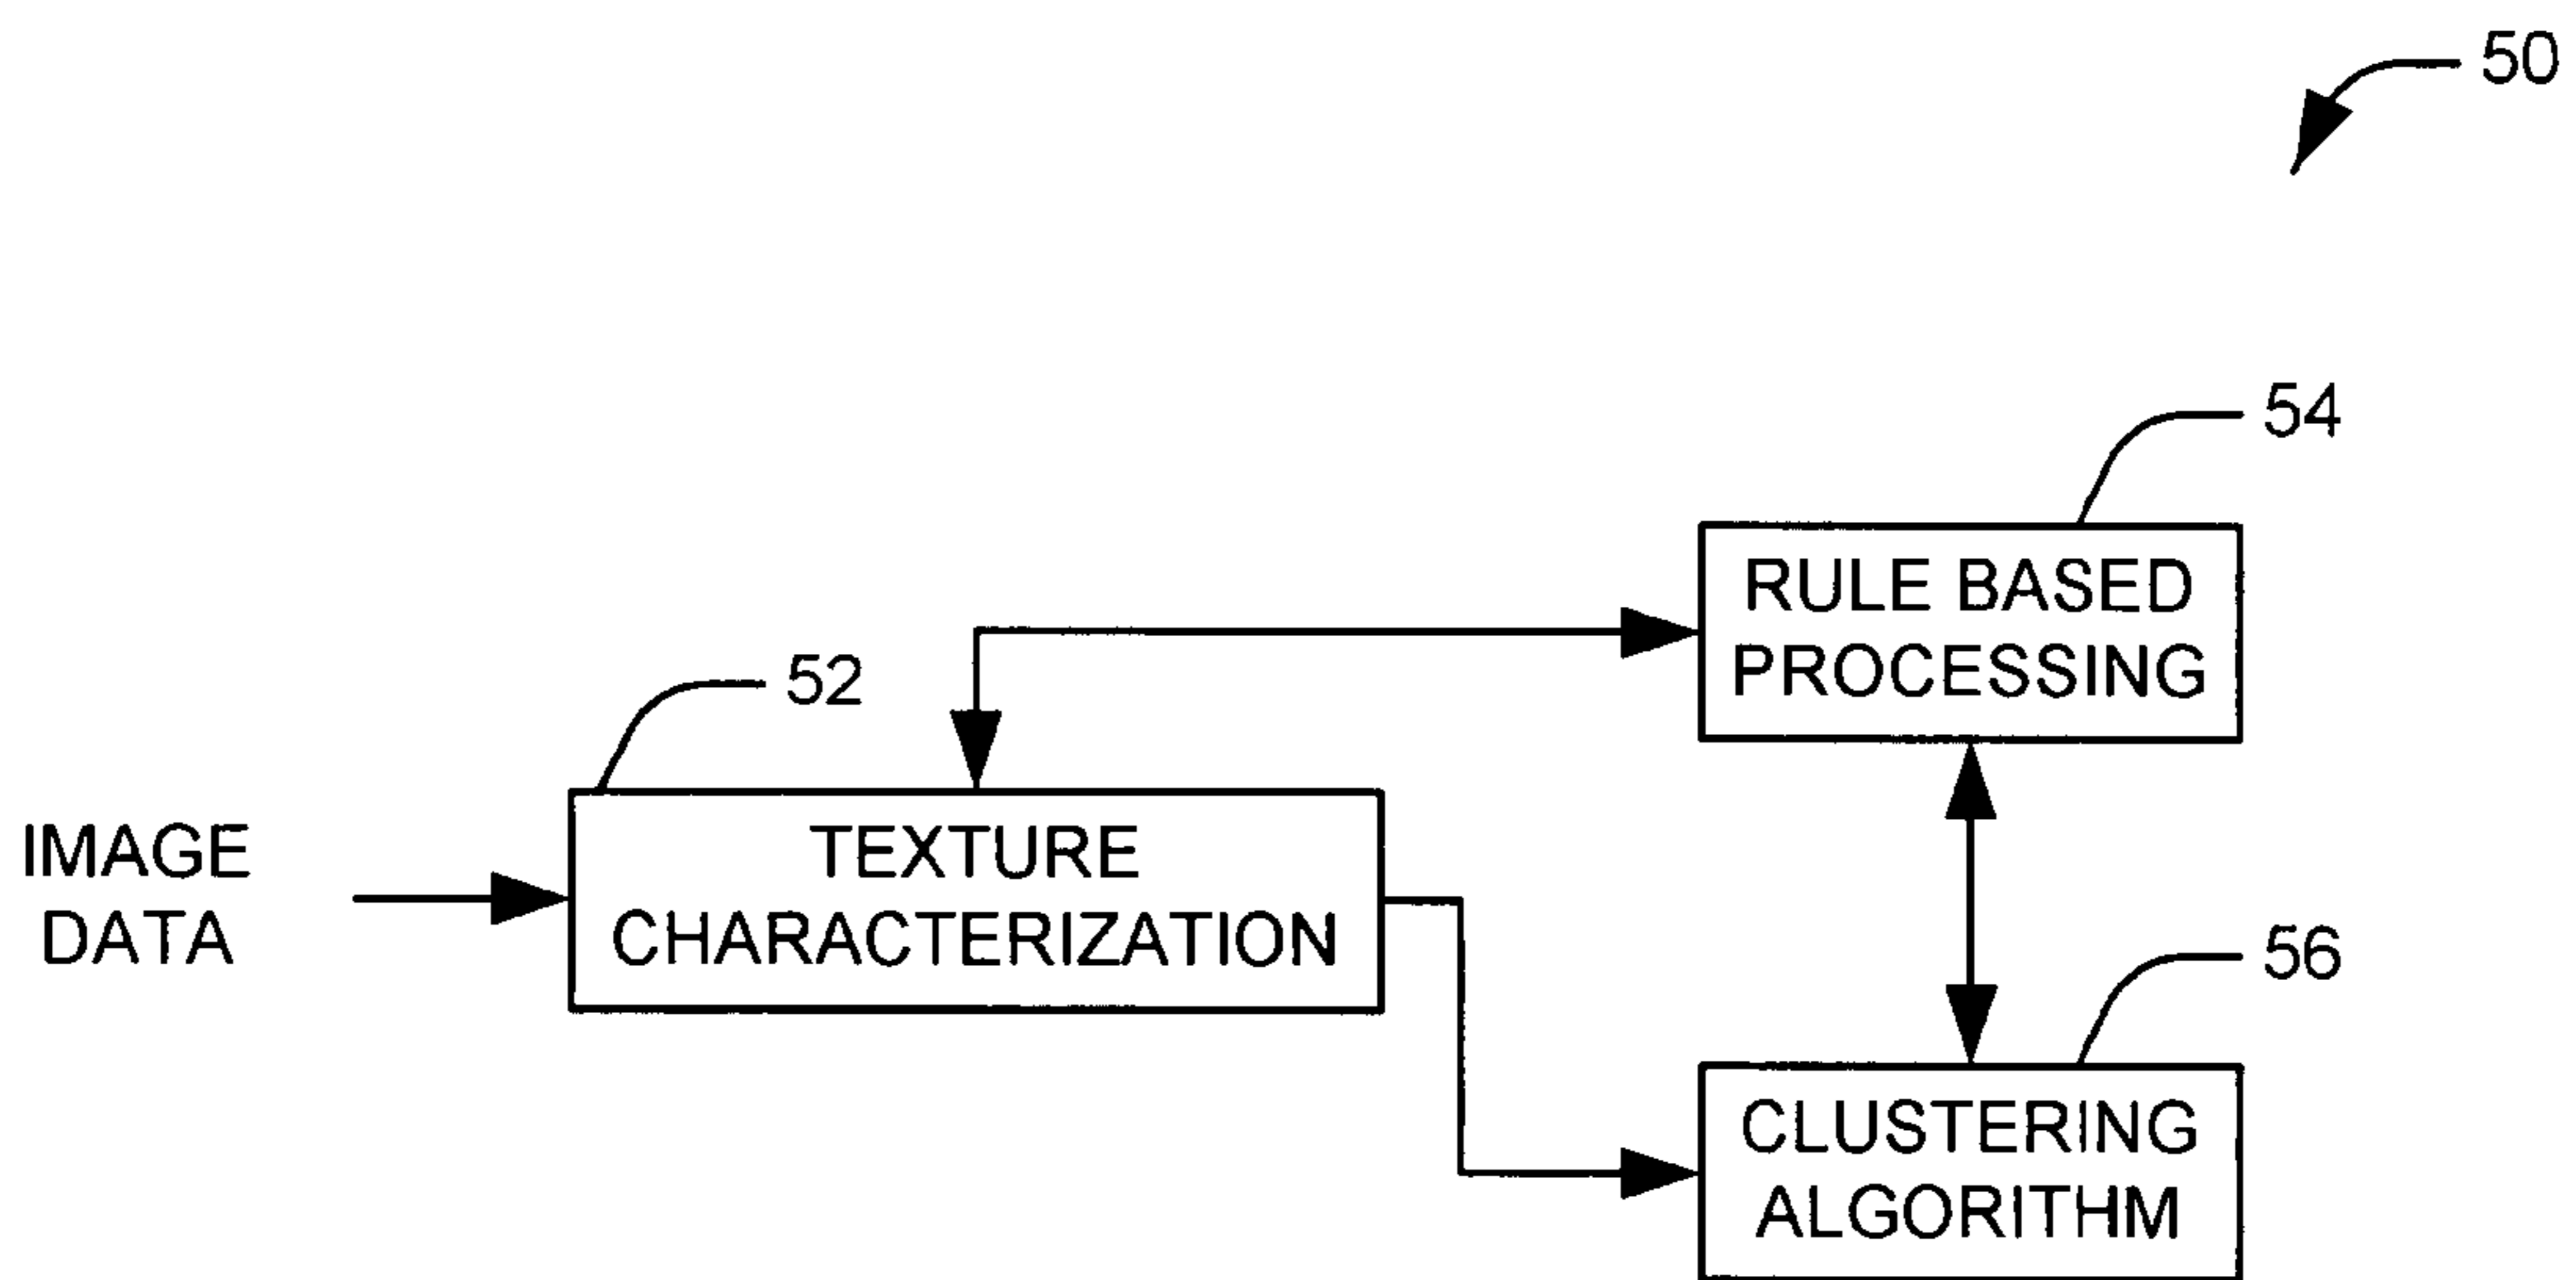 50
54
RULE BASED
PROCESSING
52
IMAGE
DATA
TEXTURE
CHARACTERIZATION
56
CLUSTERING
ALGORITHM